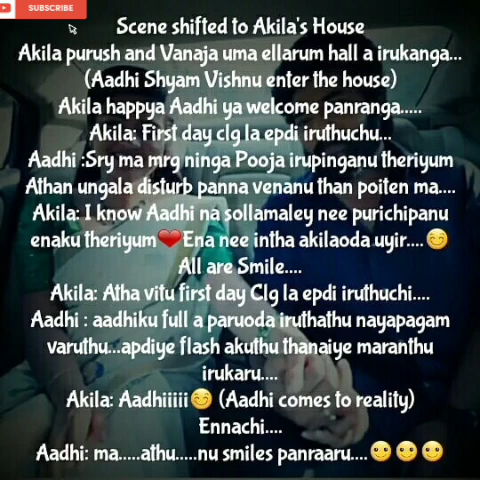 SUBSCRIBE
Scene shifted to Akila's House
Akila purush and Vanaja uma ellarum hall a irukanga...
(Aadhi Shyam Vishnu enter the house)
Akila happya Aadhi ya welcome panranga.....
Akila: First day clg la epdi iruthuchu...
Aadhi :Sry ma mrg ninga Pooja irupinganu theriyum
Athan ungala disturb panna venanu than poiten ma....
Akila: I know Aadhi na sollamaley nee purichipanu
enaku theriyum❤Ena nee intha akilaoda uyir....😊
All are Smile....
Akila: Atha vitu first day Clg la epdi iruthuchi....
Aadhi : aadhiku full a paruoda iruthathu nayapagam
varuthu...apdiye flash akuthu thanaiye maranthu
irukaru....
Akila: Aadhiiiii😊 (Aadhi comes to reality)
Ennachi....
Aadhi: ma.....athu.....nu smiles panraaru....🙂🙂🙂